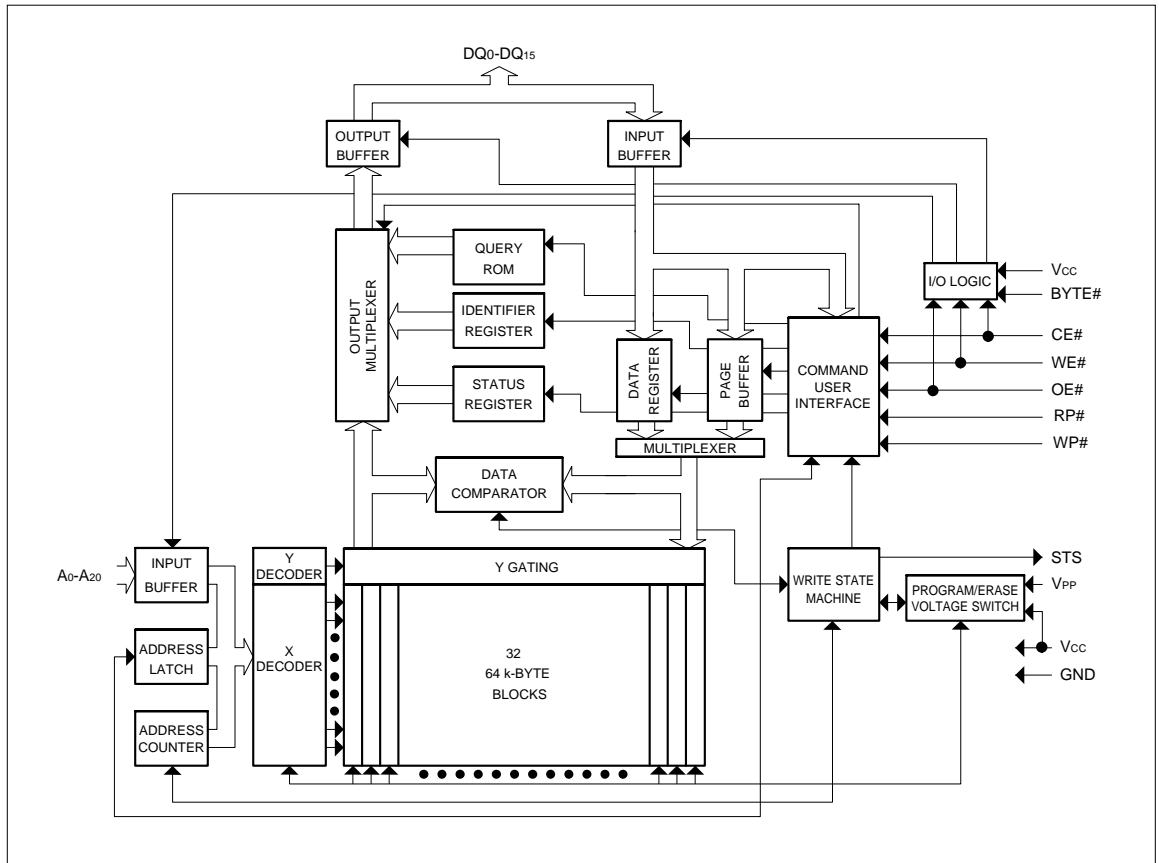 DQ0-DQ15
OUTPUT
BUFFER
INPUT
BUFFER
QUERY
ROM
I/O LOGIC
VCC
BYTE#
OUTPUT
MULTIPLEXER
IDENTIFIER
REGISTER
STATUS
REGISTER
DATA
REGISTER
PAGE
BUFFER
COMMAND
USER
INTERFACE
CE#
WE#
OE#
RP#
WP#
MULTIPLEXER
DATA
COMPARATOR
A0-A20
INPUT
BUFFER
Y
DECODER
Y GATING
WRITE STATE
MACHINE
STS
PROGRAM/ERASE
VOLTAGE SWITCH
VPP
VCC
GND
ADDRESS
LATCH
X
DECODER
32
64 k-BYTE
BLOCKS
ADDRESS
COUNTER